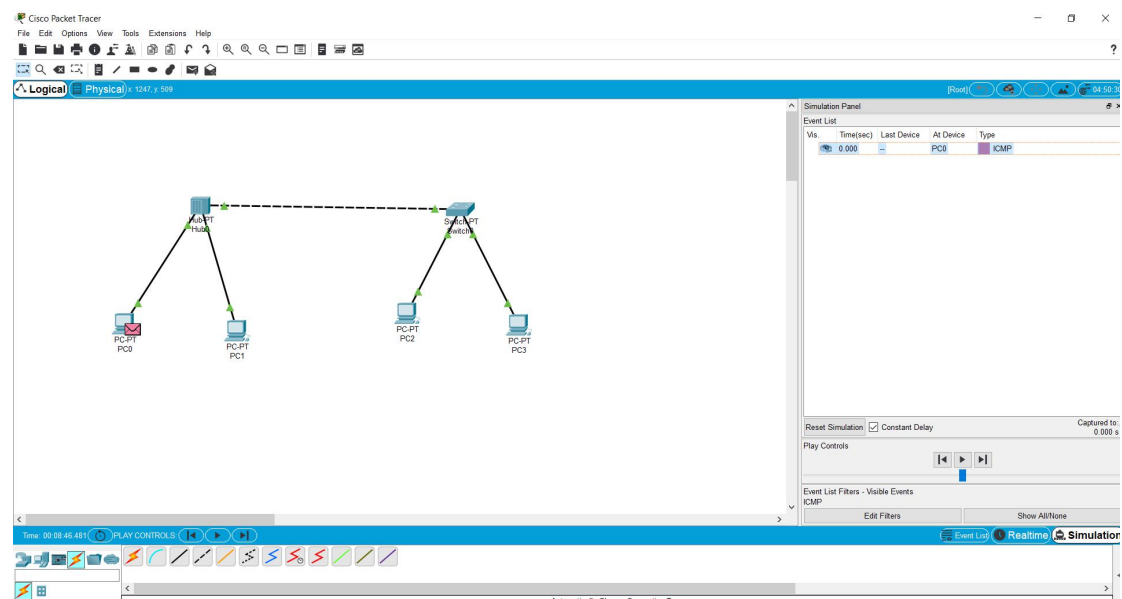 Cisco Packet Tracer
File Edit Options View Tools Extensions Help
?
Logical Physical x: 1247, y: 509 [Root] 04:50:30
Simulation Panel
Event List
Vis. Time(sec) Last Device At Device Type
0.000 -- PC0 ICMP
Hub-PT
Hub0
Switch-PT
PC-PT
PC0
PC-PT
PC1
PC-PT
PC2
PC-PT
PC3
Reset Simulation Constant Delay Captured to:
0.000 s
Play Controls
Event List Filters - Visible Events
ICMP
Edit Filters Show All/None
Time: 00:08:46.481 PLAY CONTROLS: Event List Realtime Simulation